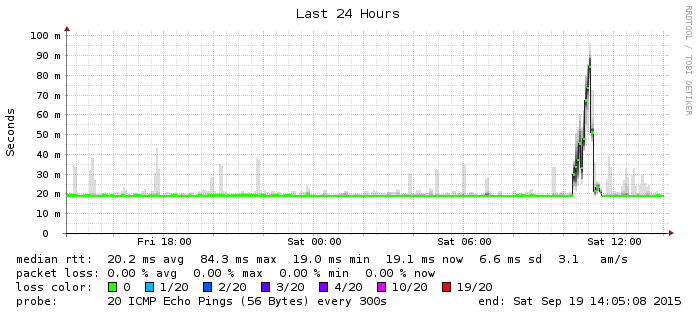 Last 24 Hours
RRDTOOL / TOBI OETIKER
Seconds
100 m
90 m
80 m
70 m
60 m
50 m
40 m
30 m
20 m
10 m
0
Fri 18:00 Sat 00:00 Sat 06:00 Sat 12:00
median rtt: 20.2 ms avg 84.3 ms max 19.0 ms min 19.1 ms now 6.6 ms sd 3.1 am/s
packet loss: 0.00 % avg 0.00 % max 0.00 % min 0.00 % now
loss color: 0 1/20 2/20 3/20 4/20 10/20 19/20
probe: 20 ICMP Echo Pings (56 Bytes) every 300s end: Sat Sep 19 14:05:08 2015